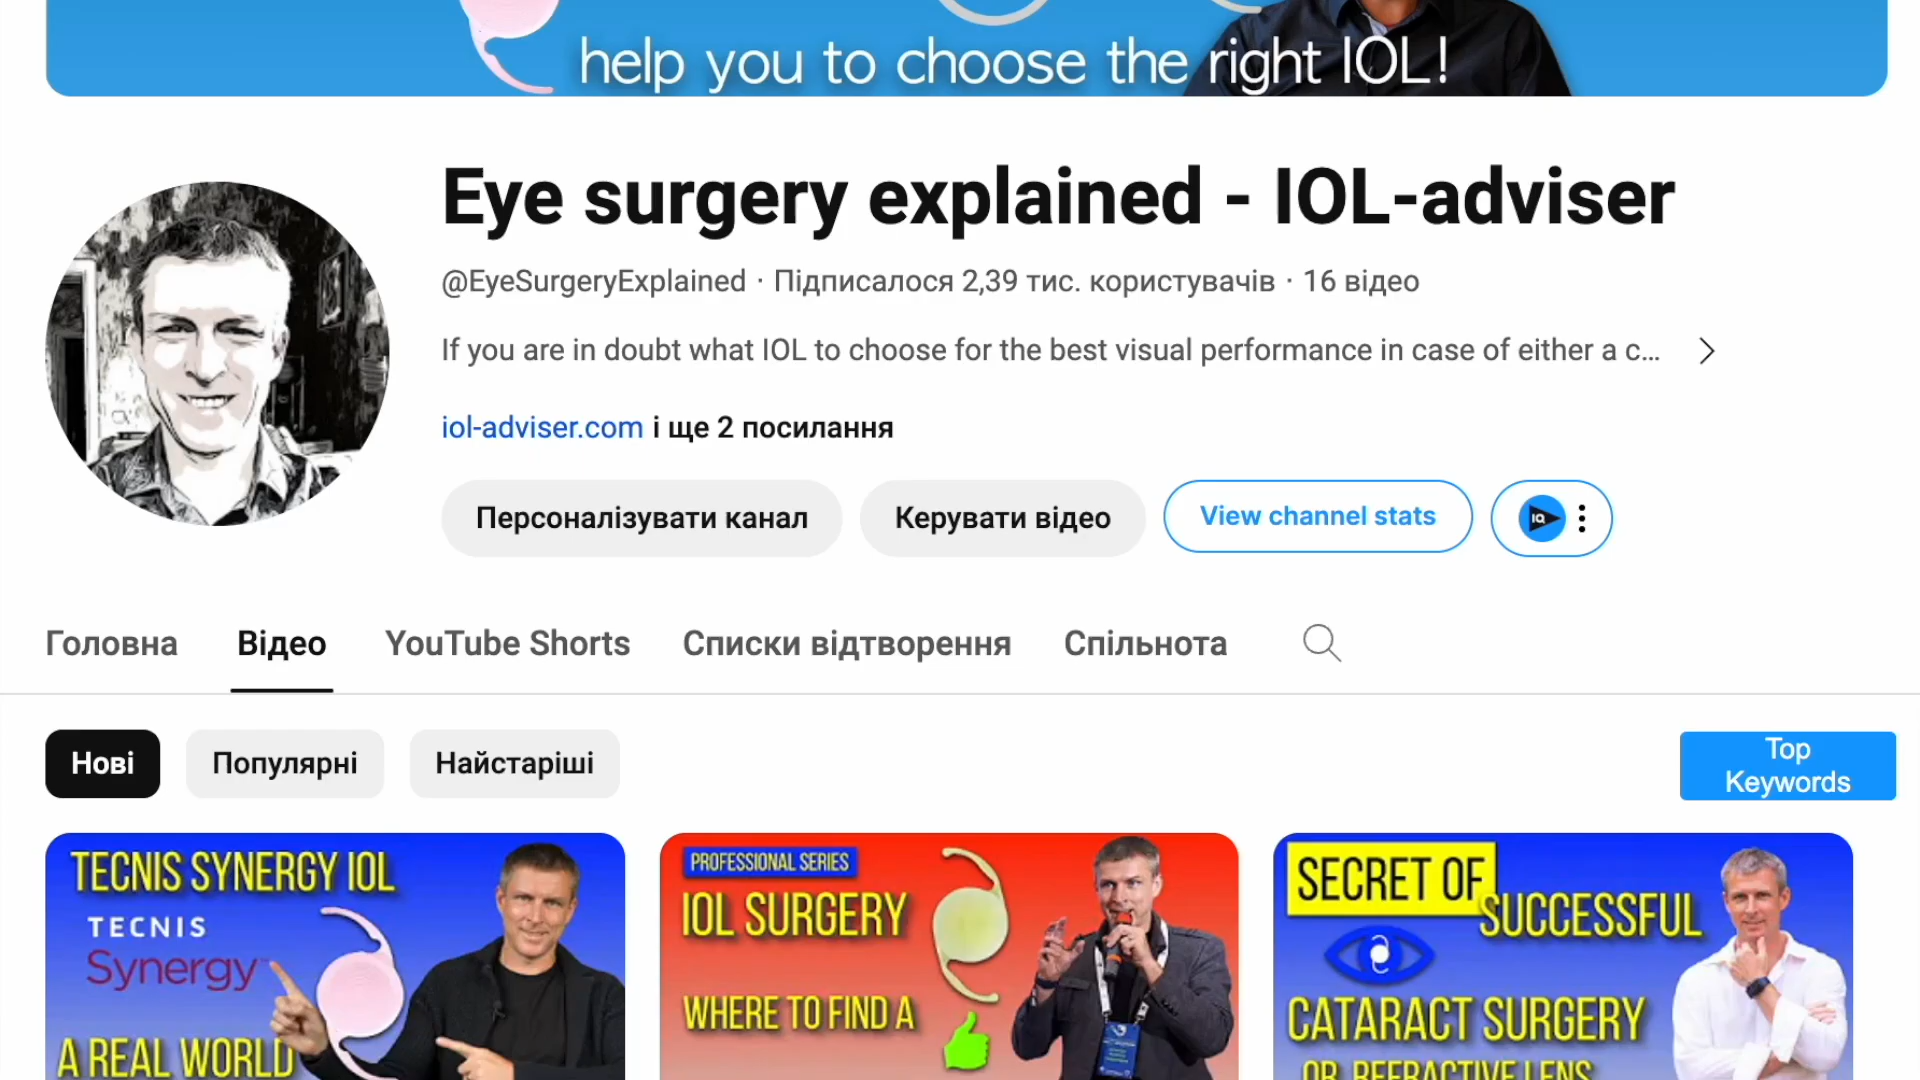 help you to choose the right IOL!
Eye surgery explained - IOL-adviser
@EyeSurgeryExplained · Підписалося 2,39 тис. користувачів · 16 відео
If you are in doubt what IOL to choose for the best visual performance in case of either a c...
iol-adviser.com і ще 2 посилання
Персоналізувати канал
Керувати відео
View channel stats
IQ
Головна
Відео
YouTube Shorts
Списки відтворення
Спільнота
Нові
Популярні
Найстаріші
Top
Keywords
TECNIS SYNERGY IOL
TECNIS
Synergy
A REAL WORLD
PROFESSIONAL SERIES
IOL SURGERY
WHERE TO FIND A
SECRET OF
SUCCESSFUL
CATARACT SURGERY
OR REFRACTIVE LENS